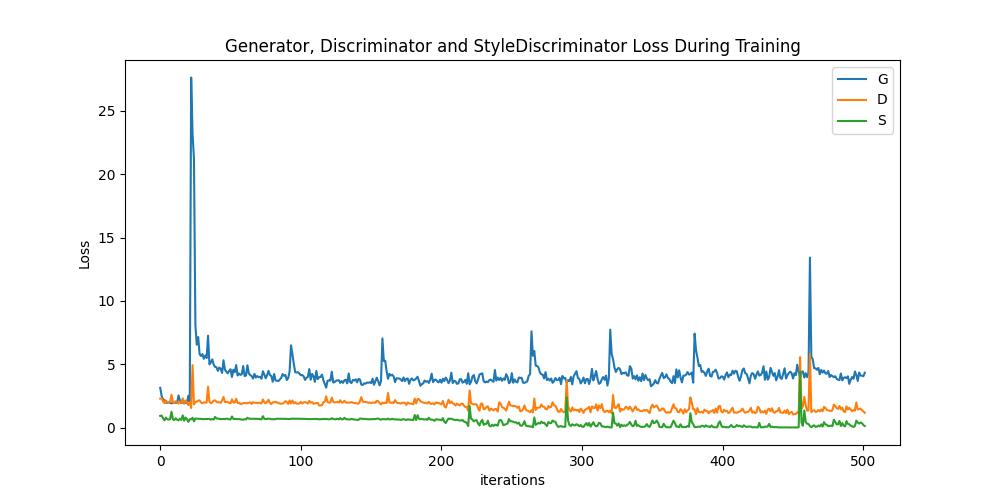 Generator, Discriminator and StyleDiscriminator Loss During Training
G
D
S
25
20
15
10
5
0
Loss
0 100 200 300 400 500
iterations